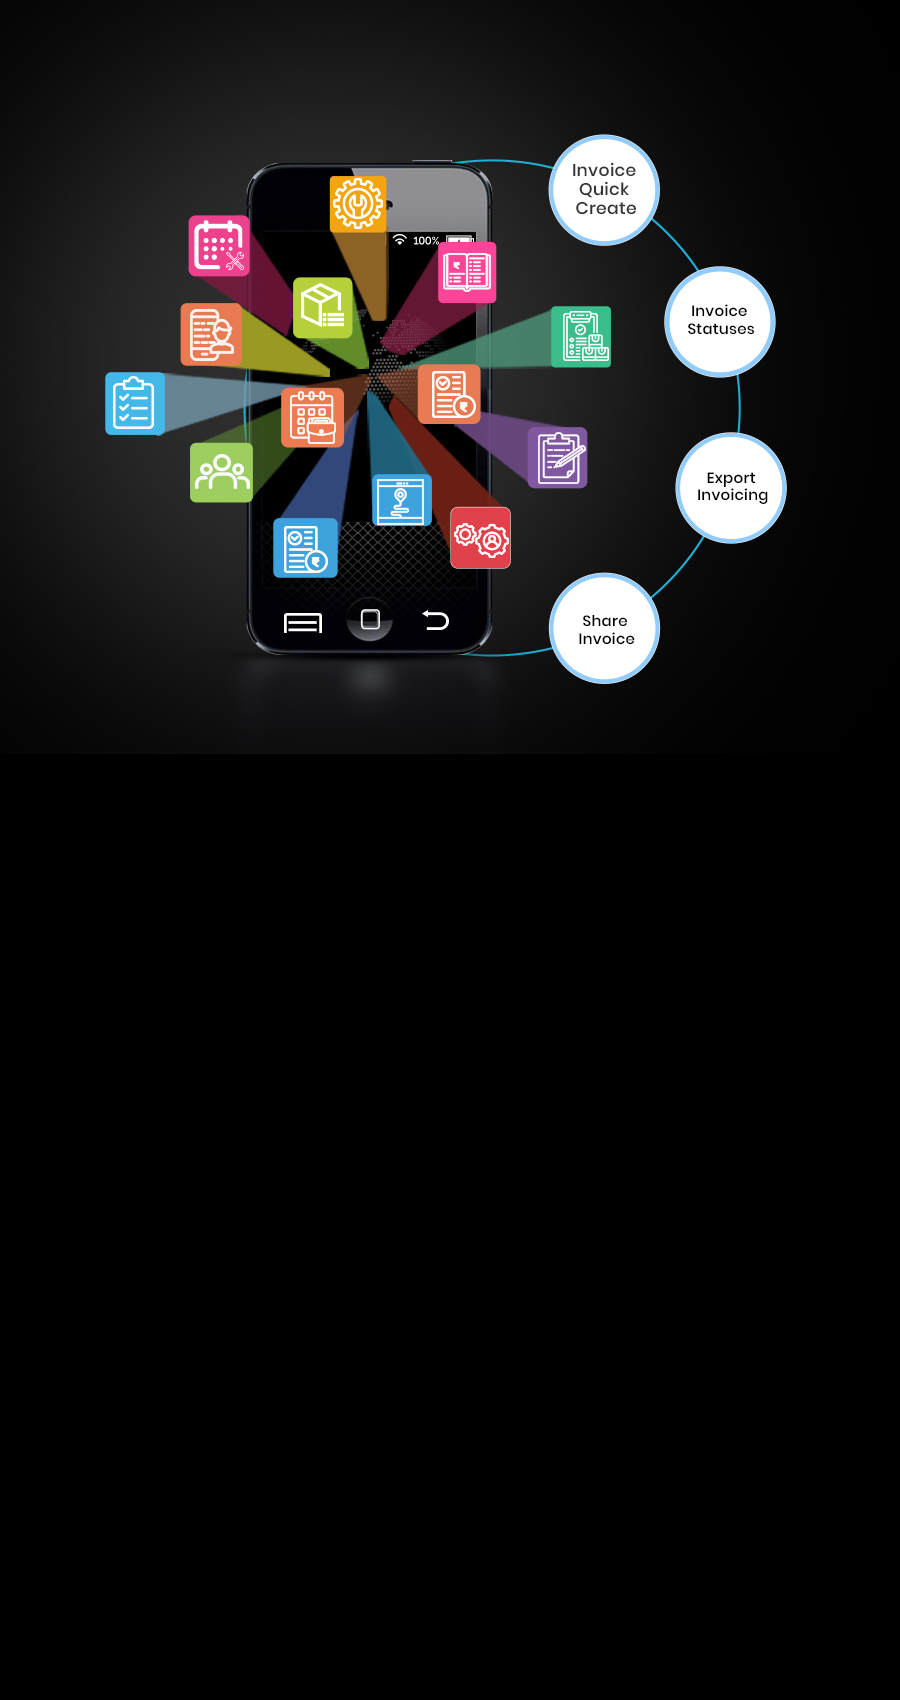 Invoice
Quick
Create
100%
Invoice
Statuses
Export
Invoicing
Share
Invoice